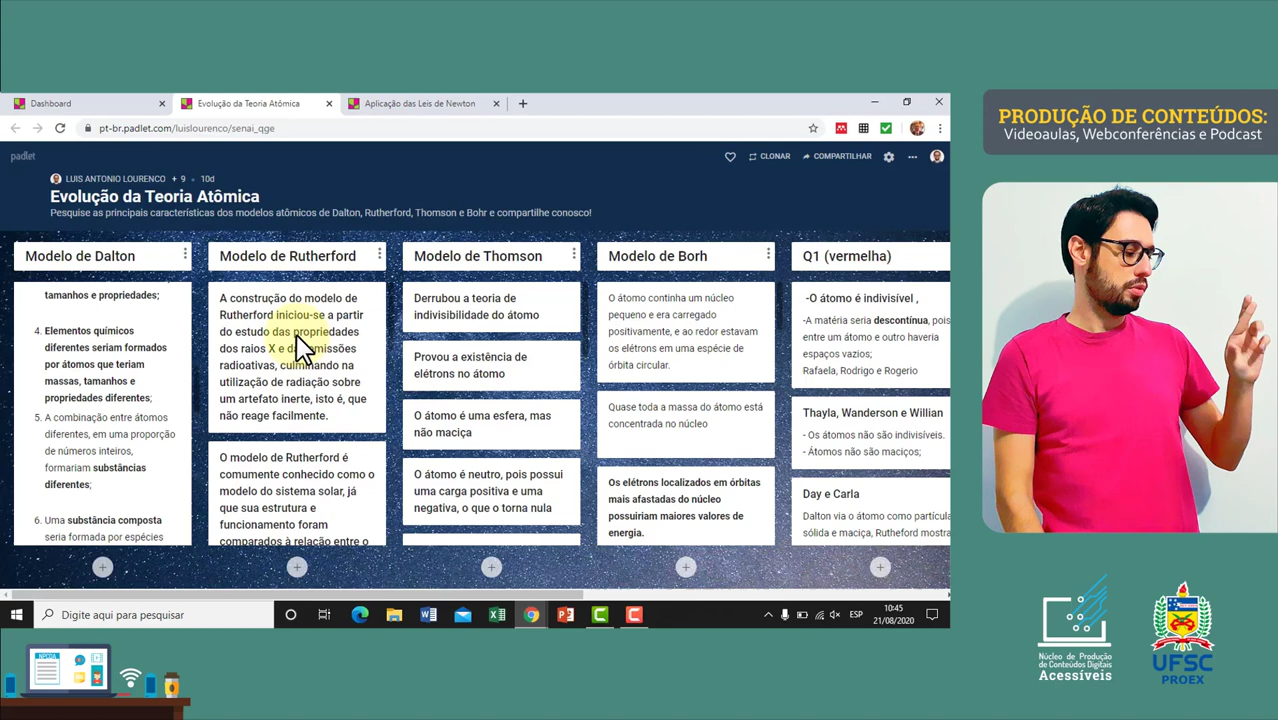 PRODUÇÃO DE CONTEÚDOS:
Videoaulas, Webconferências e Podcast
Dashboard
Evolução da Teoria Atômica
Aplicação das Leis de Newton
pt-br.padlet.com/luislourenco/senai_qge
padlet
CLONAR
COMPARTILHAR
LUIS ANTONIO LOURENCO + 9 • 10d
Evolução da Teoria Atômica
Pesquise as principais características dos modelos atômicos de Dalton, Rutherford, Thomson e Bohr e compartilhe conosco!
Modelo de Dalton
tamanhos e propriedades;
4. Elementos químicos
diferentes seriam formados
por átomos que teriam
massas, tamanhos e
propriedades diferentes;
5. A combinação entre átomos
diferentes, em uma proporção
de números inteiros,
formariam substâncias
diferentes;
6. Uma substância composta
seria formada por espécies
Modelo de Rutherford
A construção do modelo de
Rutherford iniciou-se a partir
do estudo das propriedades
dos raios X e das emissões
radioativas, culminando na
utilização de radiação sobre
um artefato inerte, isto é, que
não reage facilmente.
O modelo de Rutherford é
comumente conhecido como o
modelo do sistema solar, já
que sua estrutura e
funcionamento foram
comparados à relação entre o
Modelo de Thomson
Derrubou a teoria de
indivisibilidade do átomo
Provou a existência de
elétrons no átomo
O átomo é uma esfera, mas
não maciça
O átomo é neutro, pois possui
uma carga positiva e uma
negativa, o que o torna nula
Modelo de Borh
O átomo continha um núcleo
pequeno e era carregado
positivamente, e ao redor estavam
os elétrons em uma espécie de
órbita circular.
Quase toda a massa do átomo está
concentrada no núcleo
Os elétrons localizados em órbitas
mais afastadas do núcleo
possuiriam maiores valores de
energia.
Q1 (vermelha)
-O átomo é indivisível ,
-A matéria seria descontínua, pois
entre um átomo e outro haveria
espaços vazios;
Rafaela, Rodrigo e Rogerio
Thayla, Wanderson e Willian
- Os átomos não são indivisíveis.
- Átomos não são maciços;
Day e Carla
Dalton via o átomo como partícula
sólida e maciça, Rutheford mostra
Digite aqui para pesquisar
ESP
10:45
21/08/2020
NPCDA
Núcleo de Produção
de Conteúdos Digitais
Acessíveis
UFSC
PROEX